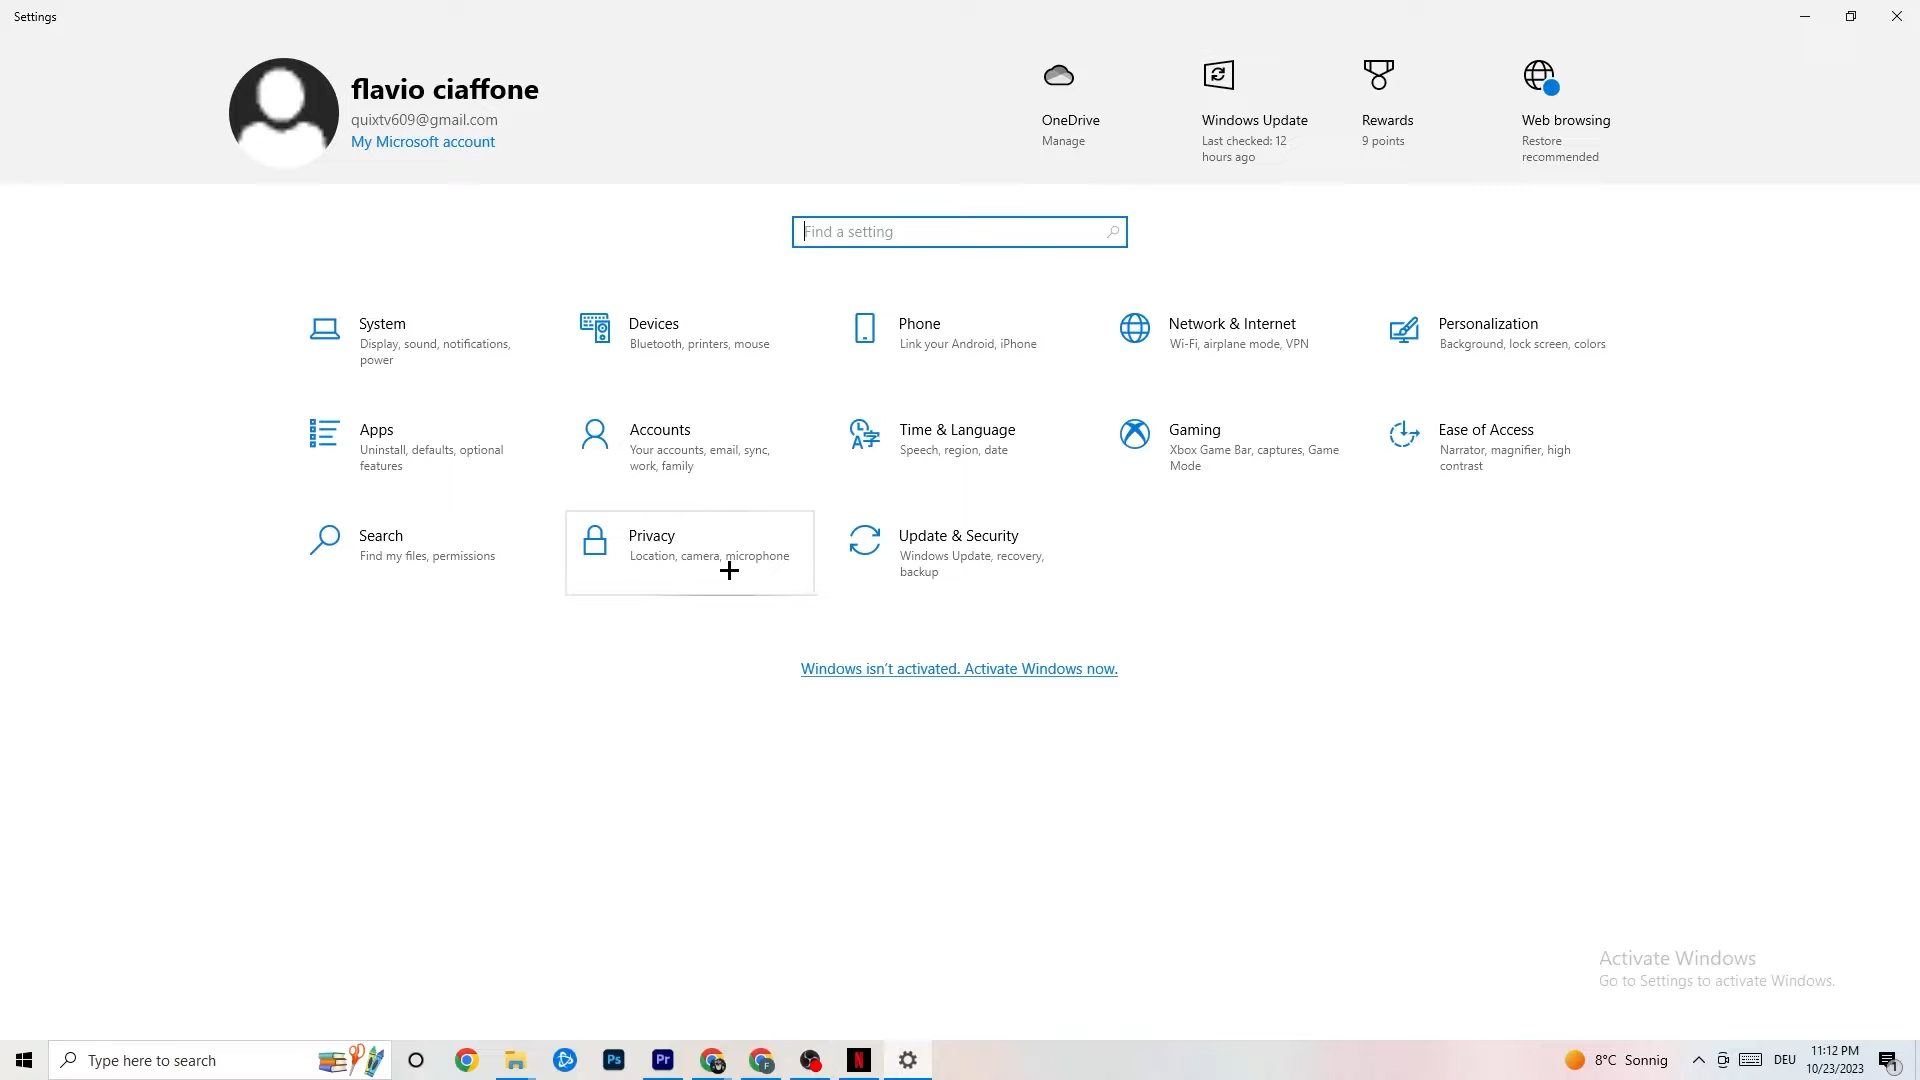 Settings
flavio ciaffone
quixtv609@gmail.com
My Microsoft account
OneDrive
Manage
Windows Update
Last checked: 12
hours ago
Rewards
9 points
Web browsing
Restore
recommended
Find a setting
System
Display, sound, notifications,
power
Devices
Bluetooth, printers, mouse
Phone
Link your Android, iPhone
Network & Internet
Wi-Fi, airplane mode, VPN
Personalization
Background, lock screen, colors
Apps
Uninstall, defaults, optional
features
Accounts
Your accounts, email, sync,
work, family
Time & Language
Speech, region, date
Gaming
Xbox Game Bar, captures, Game
Mode
Ease of Access
Narrator, magnifier, high
contrast
Search
Find my files, permissions
Privacy
Location, camera, microphone
Update & Security
Windows Update, recovery,
backup
Windows isn't activated. Activate Windows now.
Activate Windows
Go to Settings to activate Windows.
Type here to search
Ps
Pr
F
N
8°C Sonnig
DEU
11:12 PM
10/23/2023
1